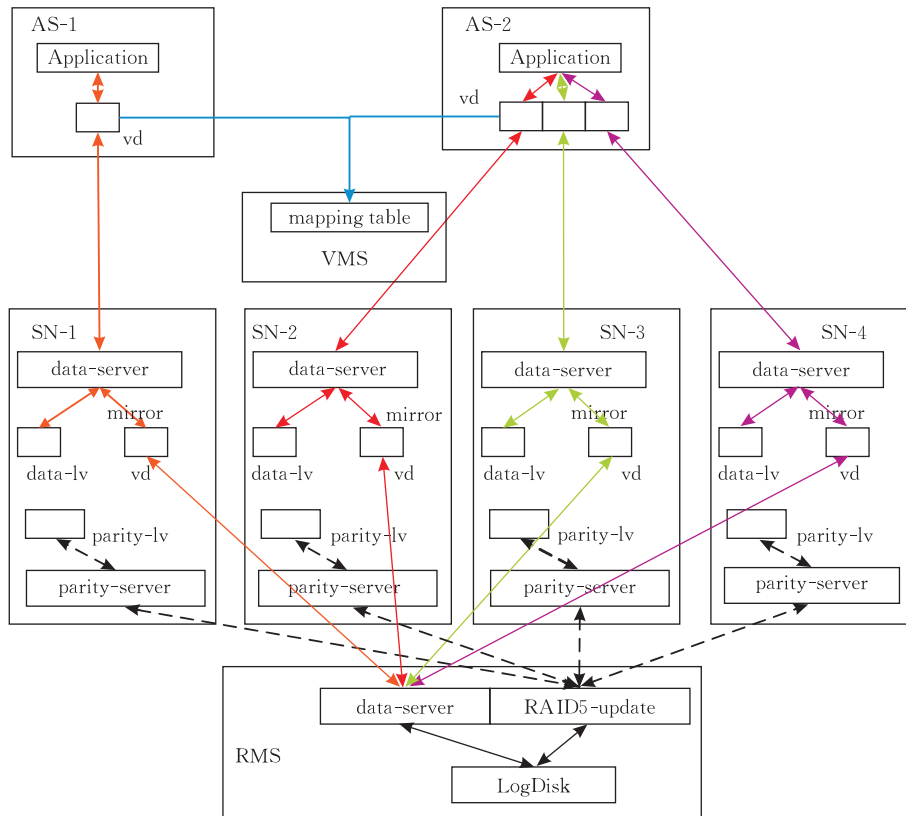 AS-1
Application
vd
AS-2
Application
vd
mapping table
VMS
SN-1
data-server
mirror
data-lv
vd
parity-lv
parity-server
SN-2
data-server
mirror
data-lv
vd
parity-lv
parity-server
SN-3
data-server
mirror
data-lv
vd
parity-lv
parity-server
SN-4
data-server
mirror
data-lv
vd
parity-lv
parity-server
RMS
data-server
RAID5-update
LogDisk